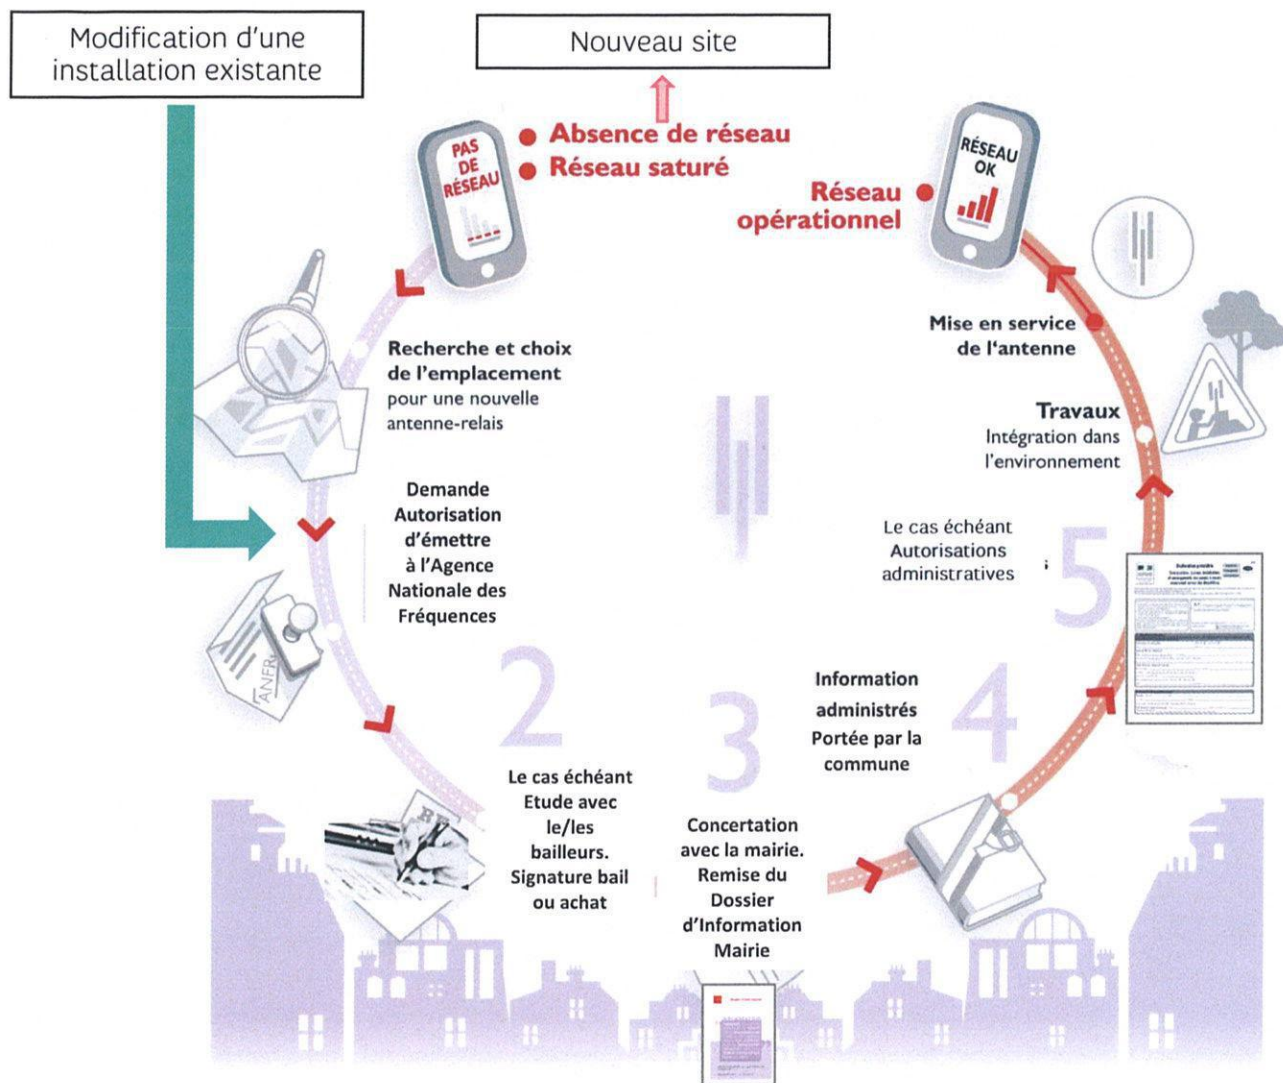 Modification d'une
installation existante
Nouveau site
Absence de réseau
Réseau saturé
PAS
DE
RÉSEAU
RÉSEAU
OK
Réseau
opérationnel
Recherche et choix
de l'emplacement
pour une nouvelle
antenne-relais
Demande
Autorisation
d'émettre
à l'Agence
Nationale des
Fréquences
ANFR
2
Le cas échéant
Etude avec
le/les
bailleurs.
Signature bail
ou achat
3
Concertation
avec la mairie.
Remise du
Dossier
d'Information
Mairie
4
Information
administrés
Portée par la
commune
5
Le cas échéant
Autorisations
administratives
;
Travaux
Intégration dans
l'environnement
Mise en service
de l'antenne